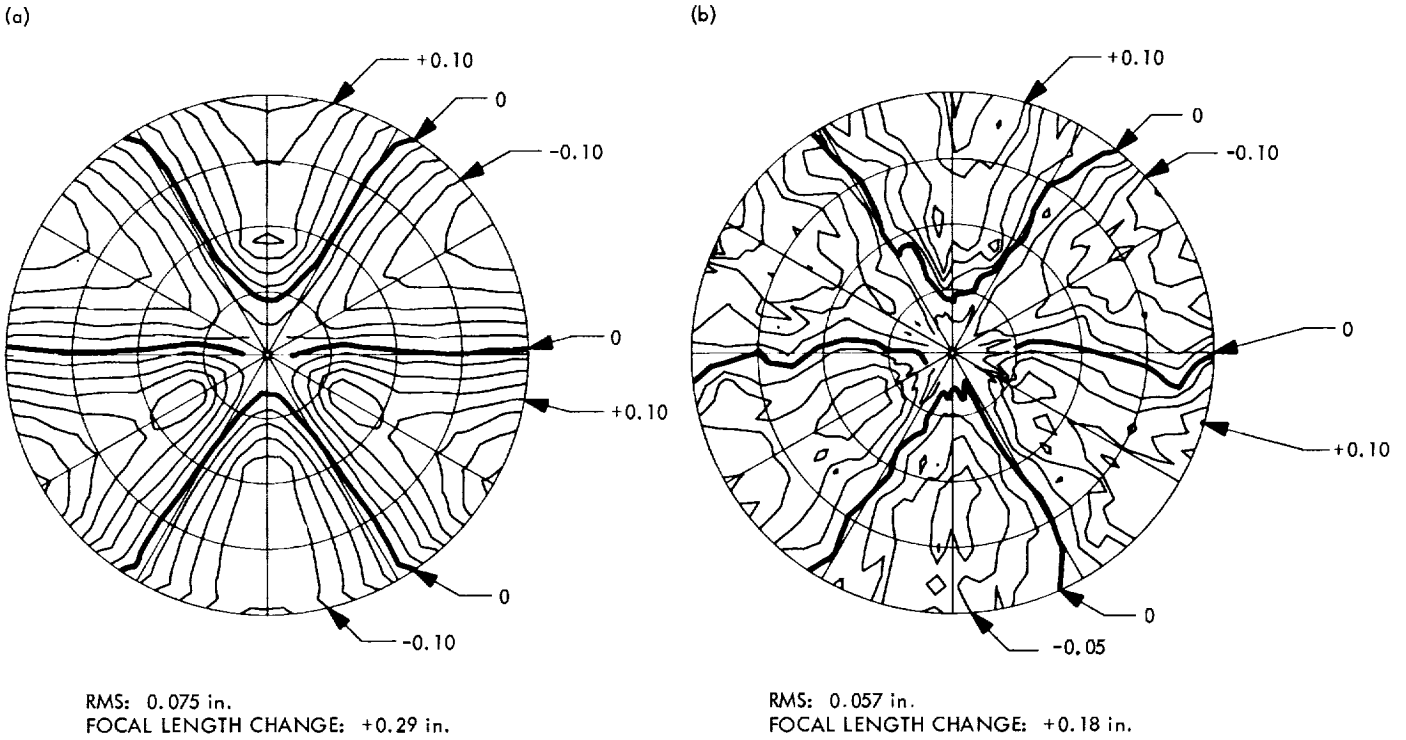 (a)
+0.10
0
-0.10
0
+0.10
0
-0.10
RMS: 0.075 in.
FOCAL LENGTH CHANGE: +0.29 in.
(b)
+0.10
0
-0.10
0
+0.10
0
-0.05
RMS: 0.057 in.
FOCAL LENGTH CHANGE: +0.18 in.